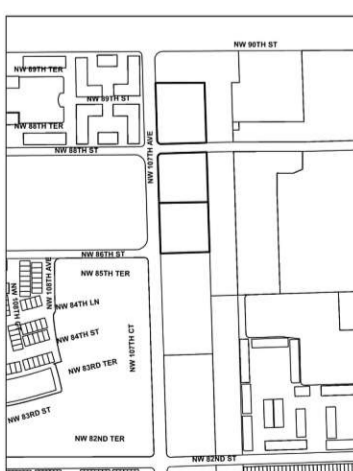 NW 90TH ST
NW 89TH TER
NW 89TH ST
NW 88TH TER
NW 88TH ST
NW 107TH AVE
NW 86TH ST
NW 85TH TER
NW 108TH AVE
NW 84TH LN
NW 84TH ST
NW 107TH CT
NW 83RD TER
NW 83RD ST
NW 82ND TER
NW 82ND ST